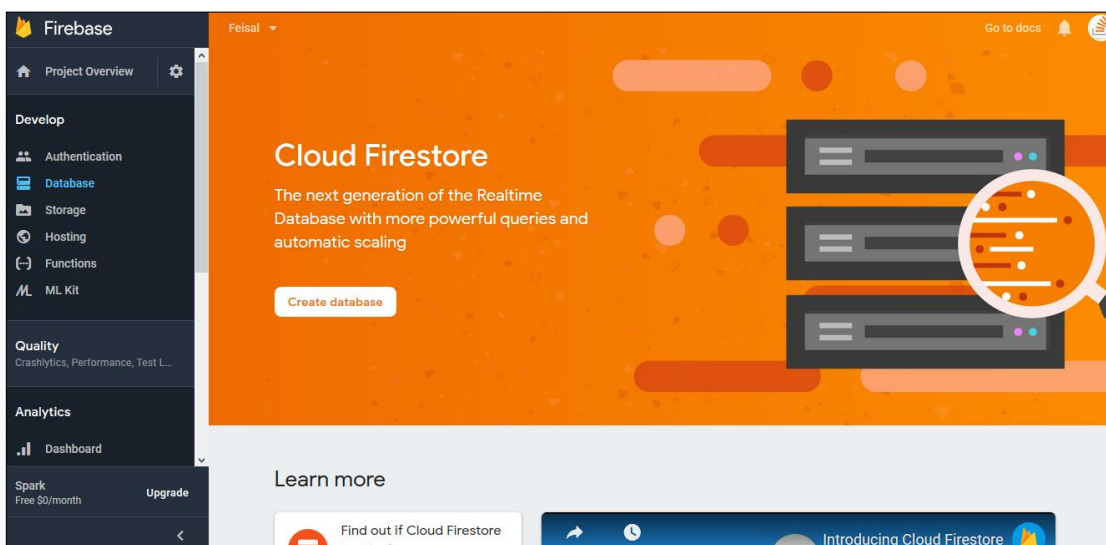 Firebase
Feisal
Go to docs
Project Overview
Develop
Authentication
Database
Storage
Hosting
Functions
ML Kit
Quality
Crashlytics, Performance, Test L...
Analytics
Dashboard
Spark
Free $0/month
Upgrade
Cloud Firestore
The next generation of the Realtime
Database with more powerful queries and
automatic scaling
Create database
Learn more
Find out if Cloud Firestore
Introducing Cloud Firestore